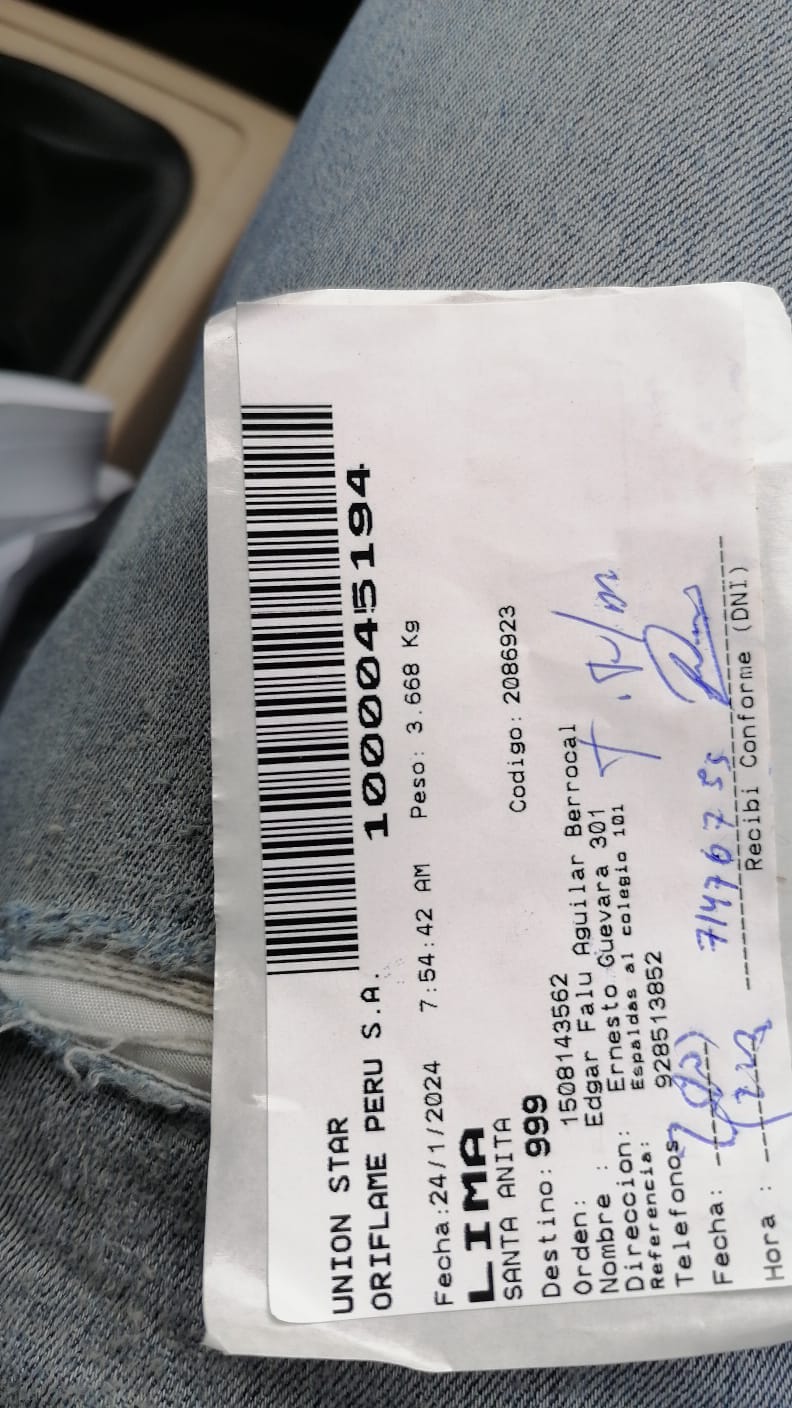 UNION STAR
ORIFLAME PERU S.A.
1000045194
Fecha:24/1/2024 7:54:42 AM Peso: 3.668 Kg
LIMA
SANTA ANITA
Codigo: 2086923
Destino: 999
Orden: 1508143562
Nombre : Edgar Falu Aguilar Berrocal
Direccion: Ernesto Guevara 301
Referencia: Espaldas al colegio 101
Telefonos 928513852
Fecha:
71476755
Hora :
Recibi Conforme (DNI)